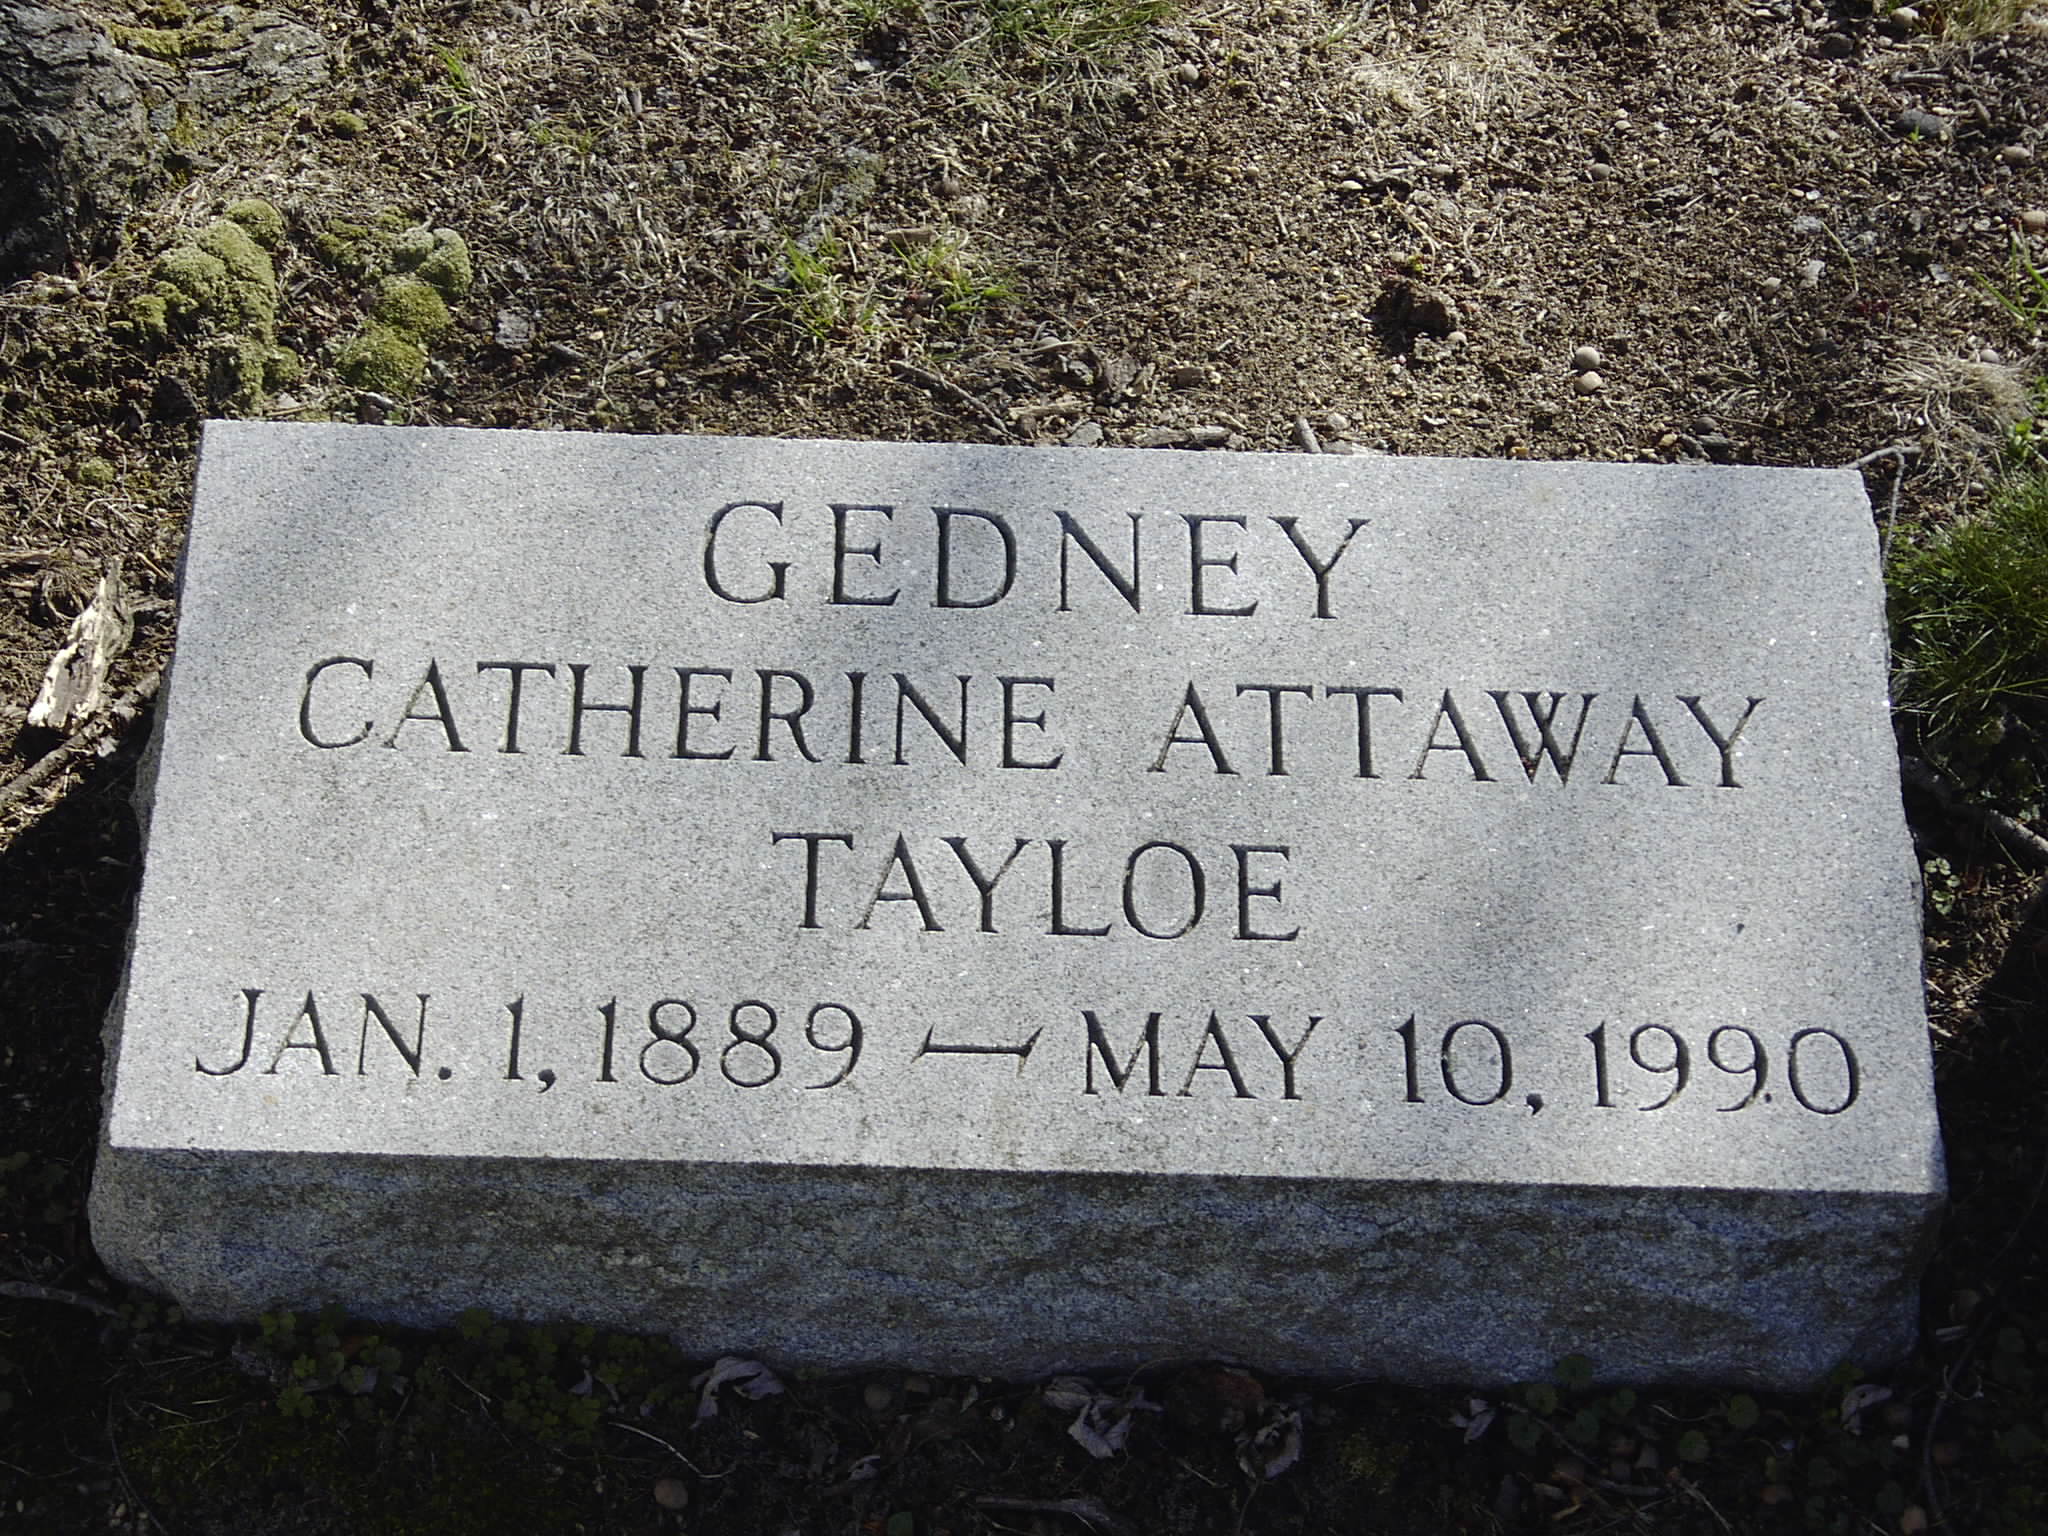 GEDNEY
CATHERINE ATTAWAY
TAYLOE
JAN. 1, 1889 — MAY 10, 1990